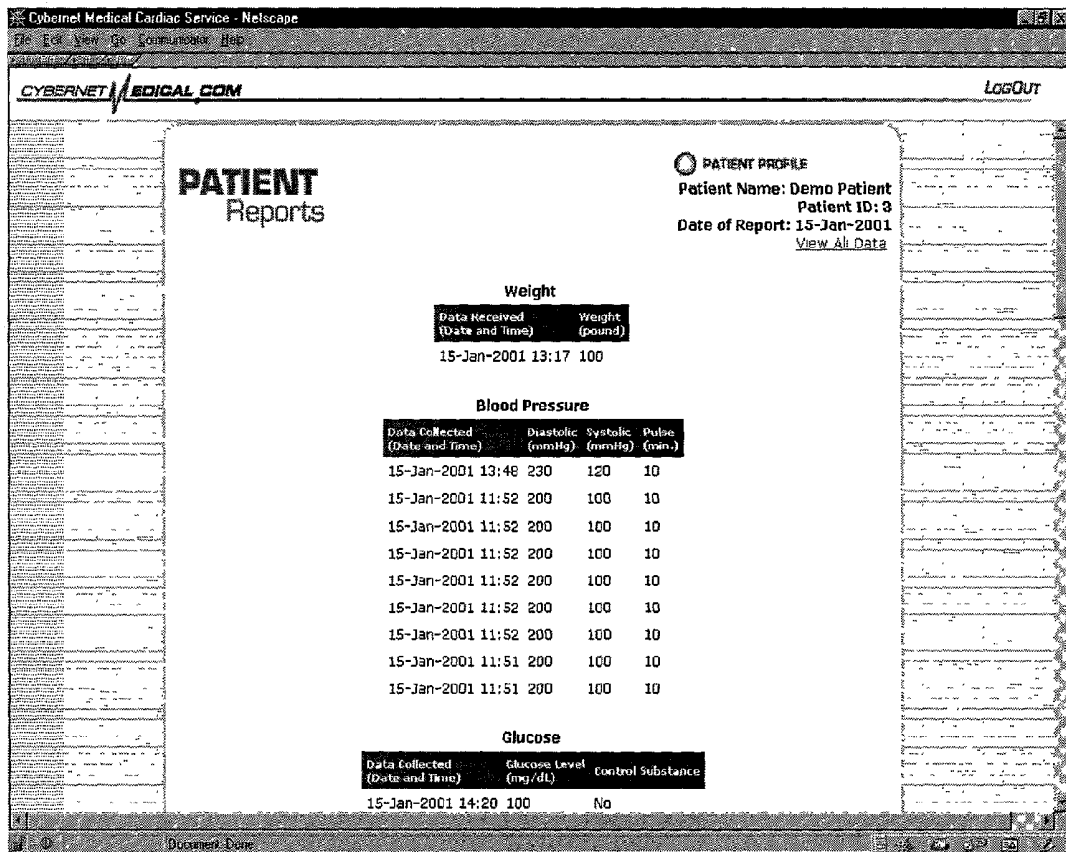 Cybernet Medical Cardiac Service - Netscape
File Edit View Go Communicator Help
CYBERNET MEDICAL.COM
LOGOUT
PATIENT
Reports
PATIENT PROFILE
Patient Name: Demo Patient
Patient ID: 3
Date of Report: 15-Jan-2001
View All Data
Weight
Data Received Weight
(Date and Time) (pound)
15-Jan-2001 13:17 100
Blood Pressure
Data Collected Diastolic Systolic Pulse
(Date and Time) (mmHg) (mmHg) (min.)
15-Jan-2001 13:48 230 120 10
15-Jan-2001 11:52 200 100 10
15-Jan-2001 11:52 200 100 10
15-Jan-2001 11:52 200 100 10
15-Jan-2001 11:52 200 100 10
15-Jan-2001 11:52 200 100 10
15-Jan-2001 11:52 200 100 10
15-Jan-2001 11:51 200 100 10
15-Jan-2001 11:51 200 100 10
Glucose
Data Collected Glucose Level Control Substance
(Date and Time) (mg/dL)
15-Jan-2001 14:20 100 No
Document Done